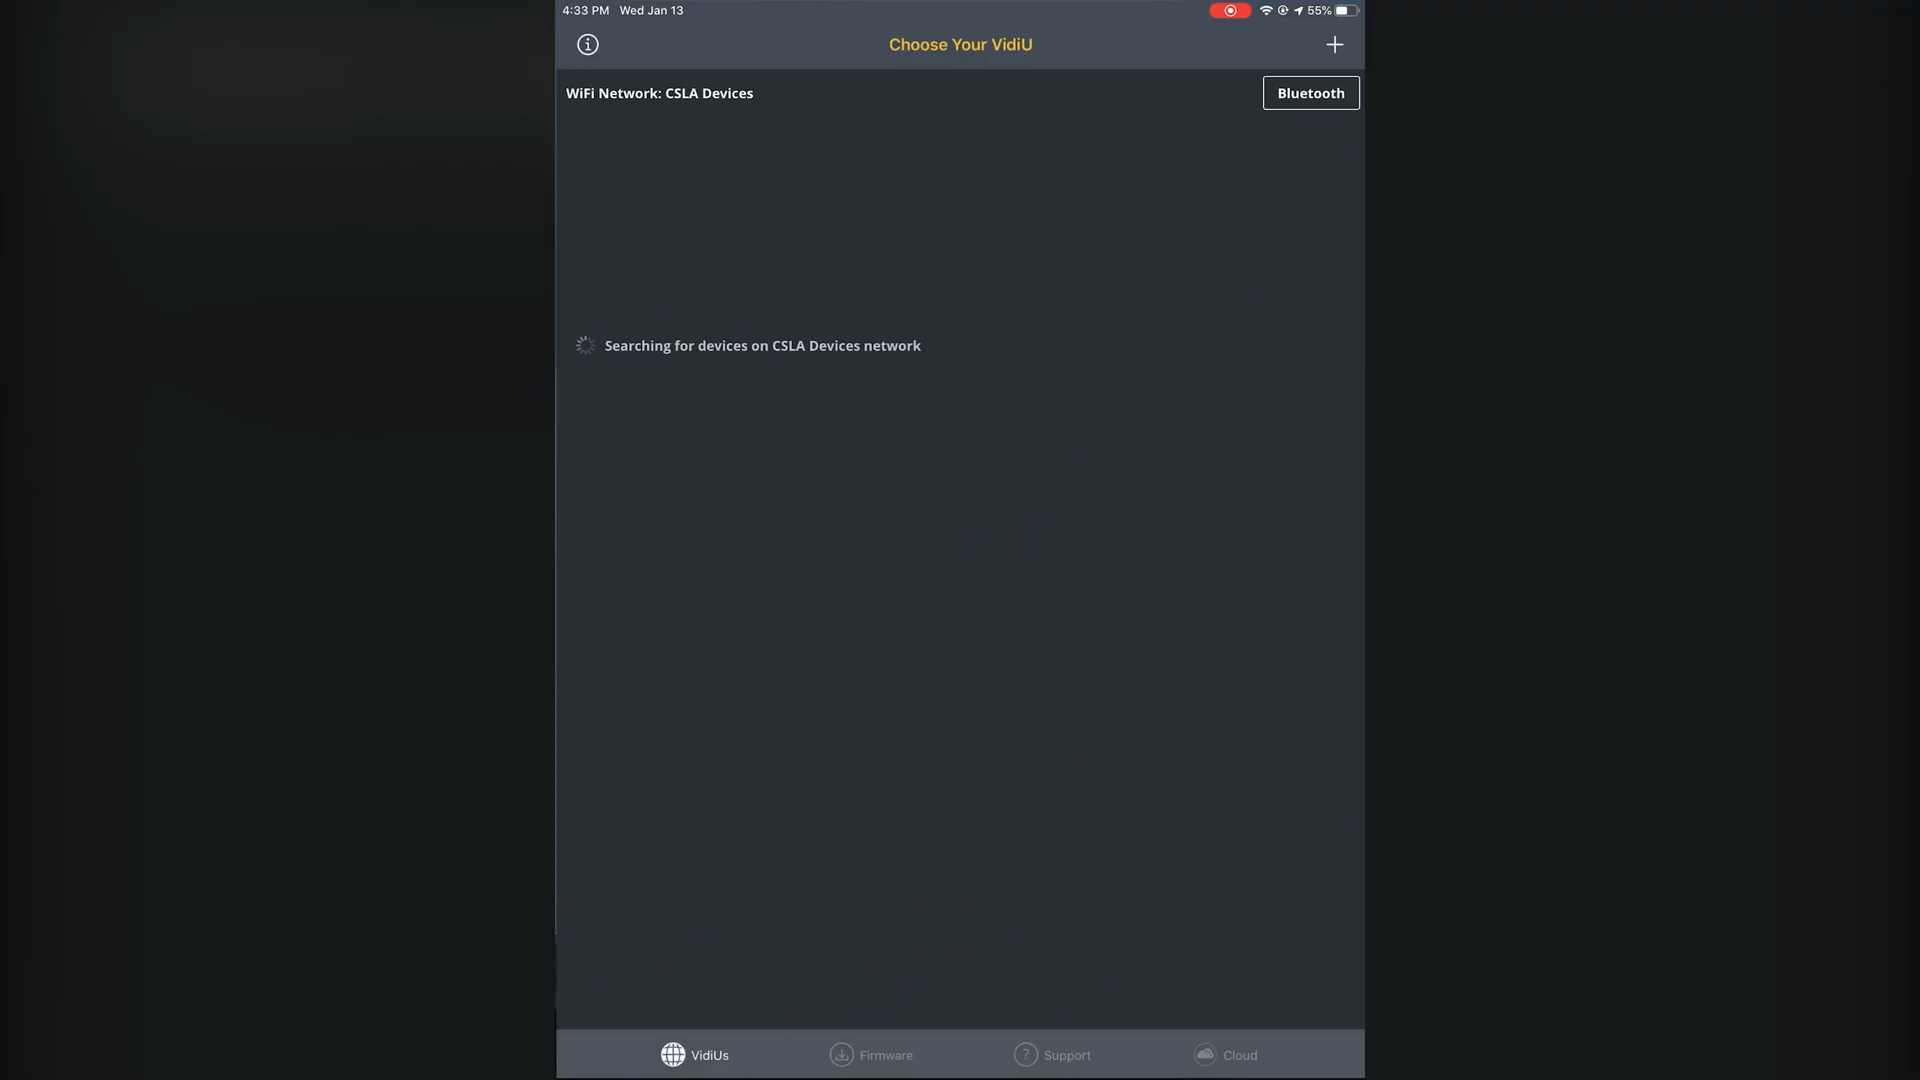 4:33 PM Wed Jan 13
55%
Choose Your VidiU
WiFi Network: CSLA Devices
Bluetooth
Searching for devices on CSLA Devices network
VidiUs
Firmware
Support
Cloud